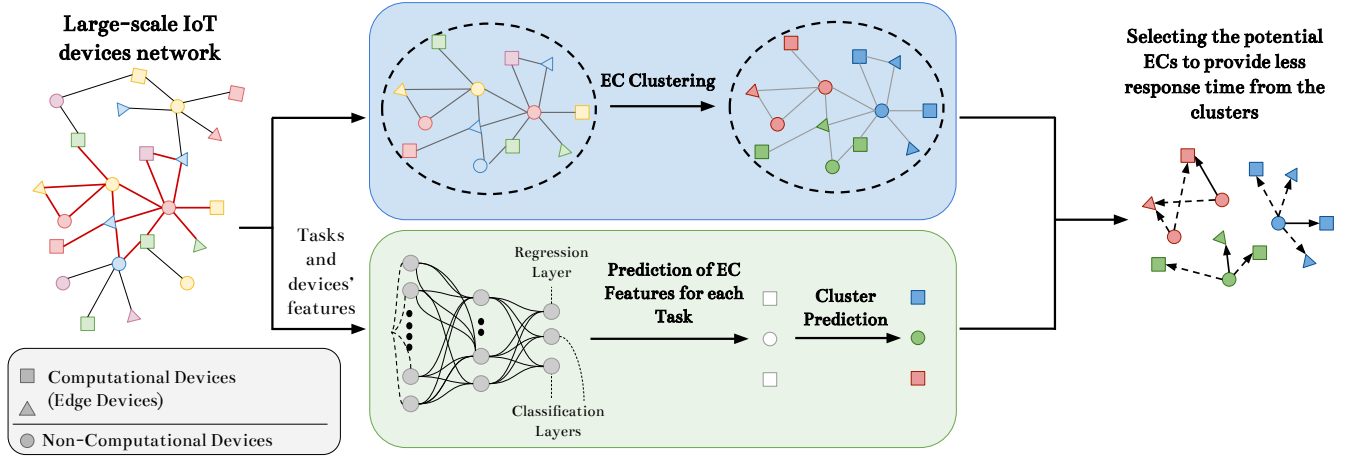 Large-scale IoT
devices network
Tasks
and
devices'
features
Computational Devices
(Edge Devices)
Non-Computational Devices
EC Clustering
Regression
Layer
Classification
Layers
Prediction of EC
Features for each
Task
Cluster
Prediction
Selecting the potential
ECs to provide less
response time from the
clusters